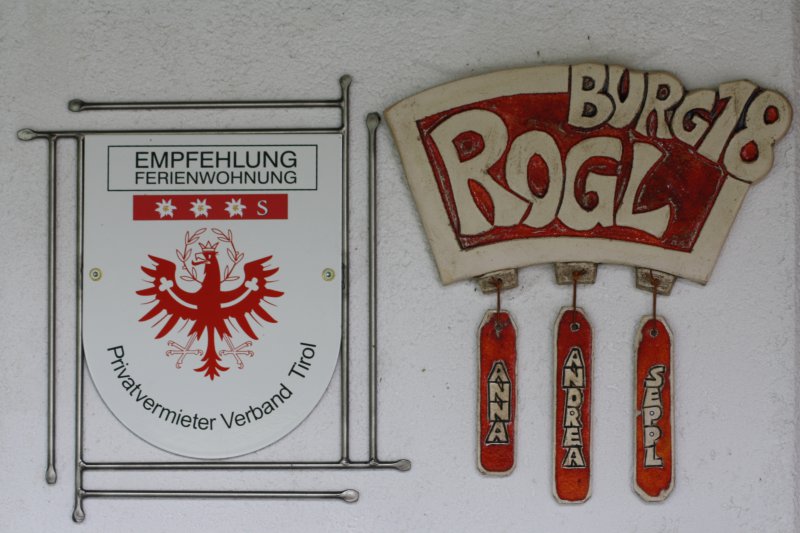 EMPFEHLUNG
FERIENWOHNUNG
S
Privatvermieter Verband Tirol
BURG 18
ROGL
ANNA
ANDREA
SEPPL